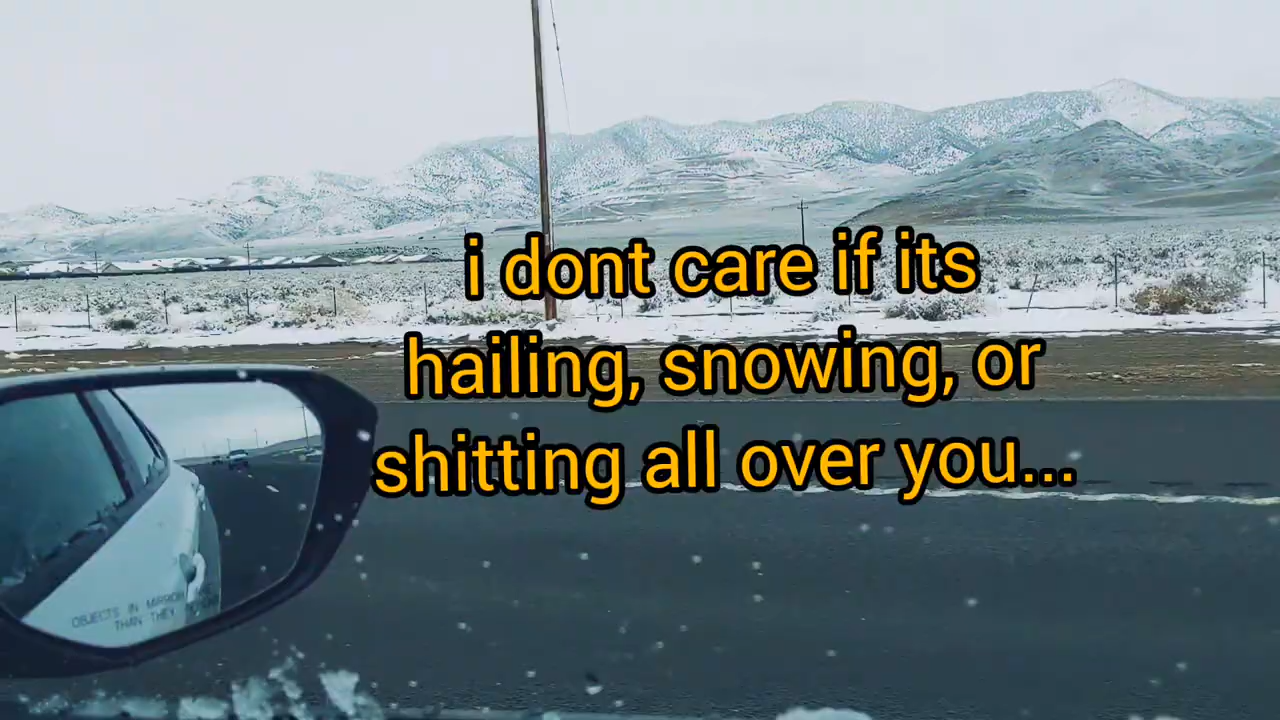 i dont care if its
hailing, snowing, or
shitting all over you...
OBJECTS IN MIRROR
THAN THEY